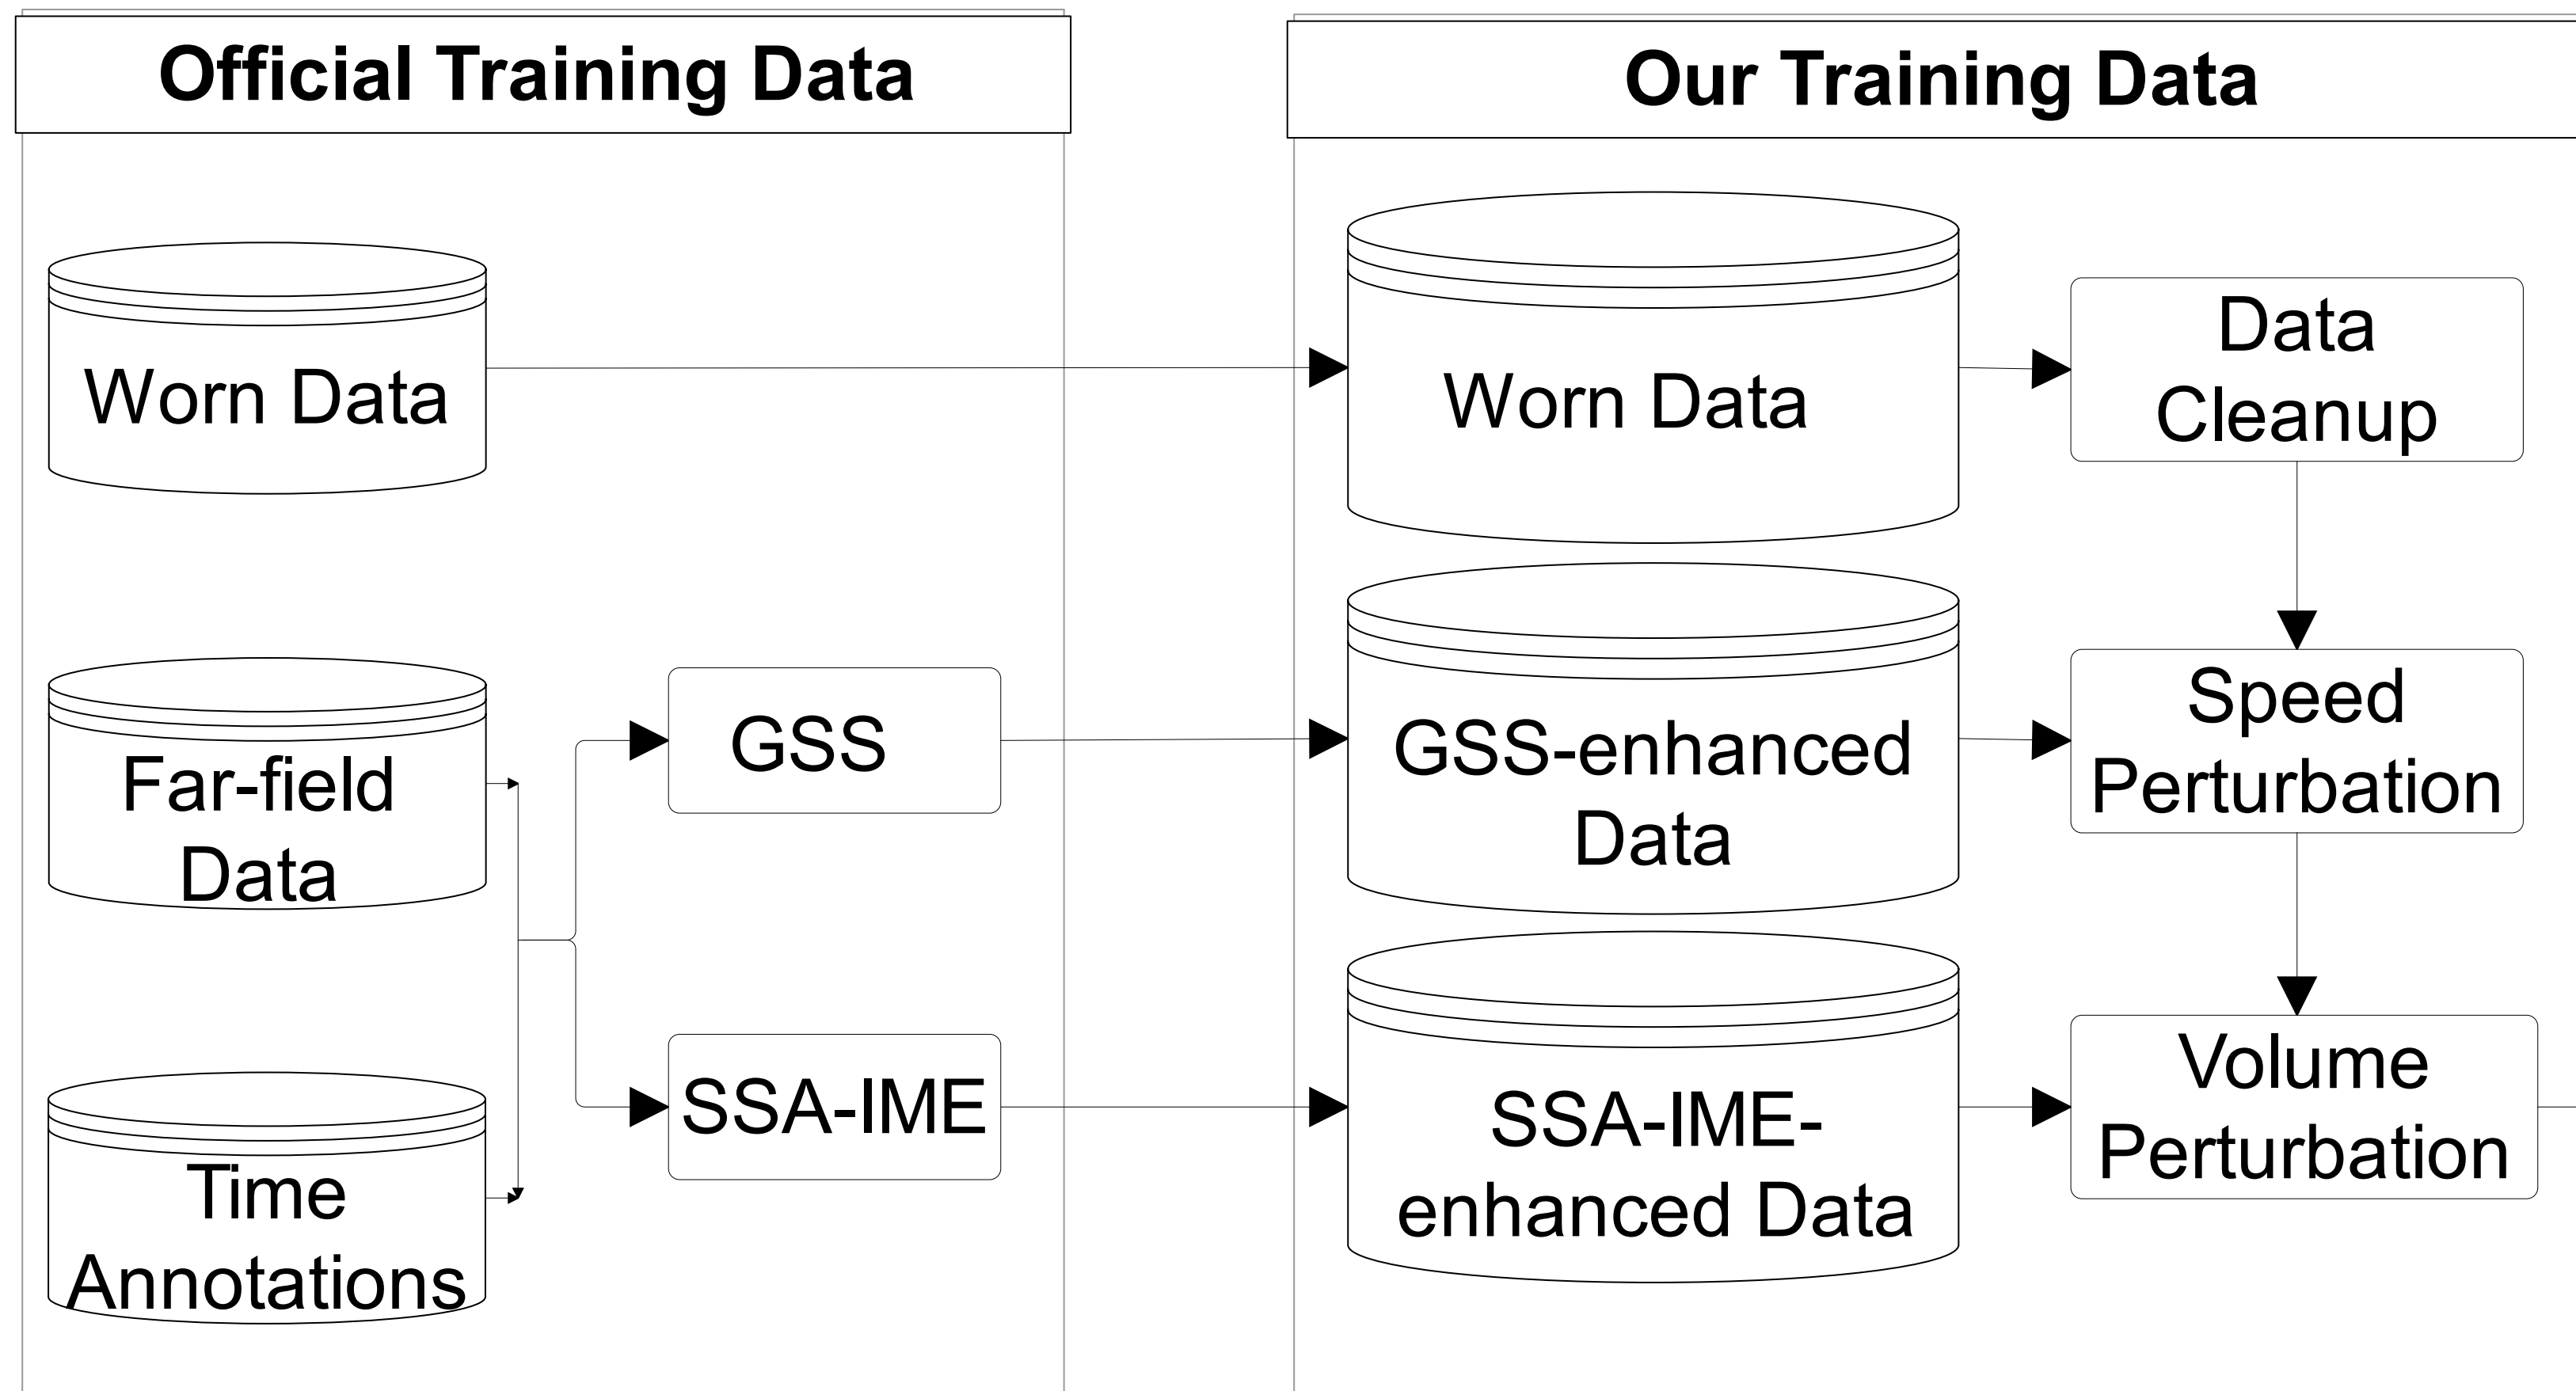 Official Training Data
Our Training Data
Worn Data
Worn Data
Data
Cleanup
Far-field
Data
GSS
GSS-enhanced
Data
Speed
Perturbation
Time
Annotations
SSA-IME
SSA-IME-
enhanced Data
Volume
Perturbation